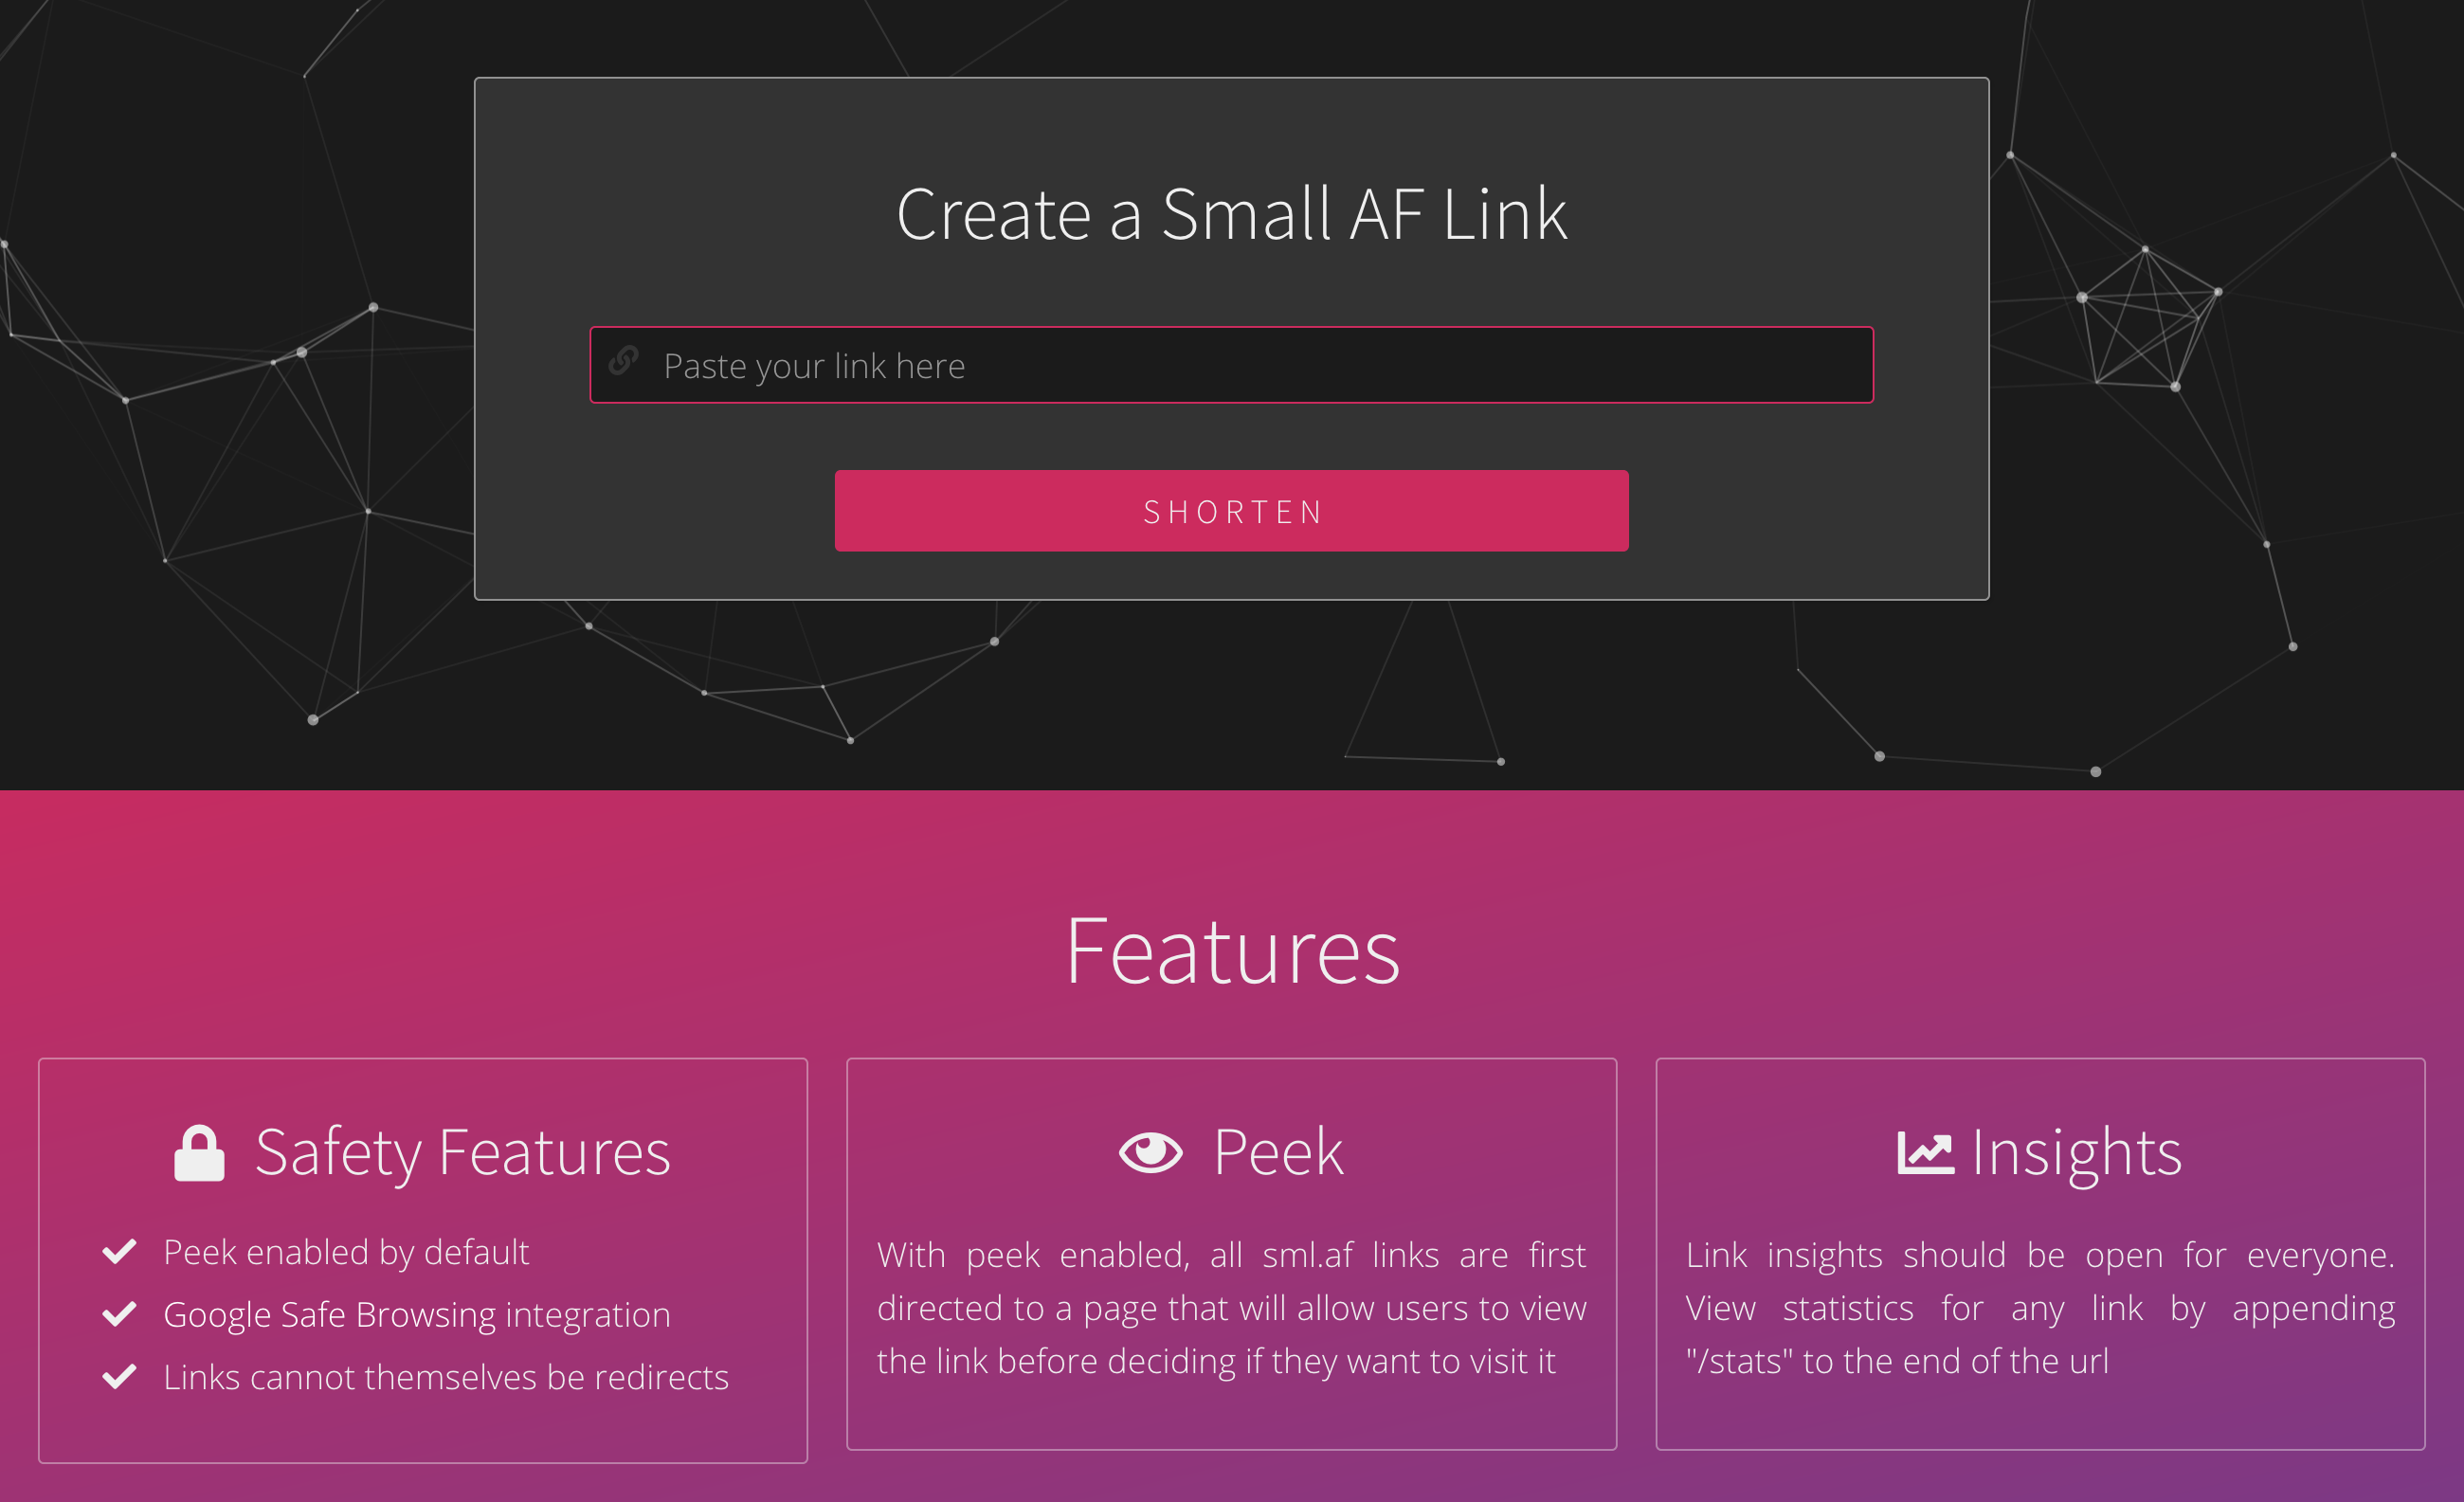 Create a Small AF Link
Paste your link here
SHORTEN
Features
Safety Features
Peek enabled by default
Google Safe Browsing integration
Links cannot themselves be redirects
Peek
With peek enabled, all sml.af links are first
directed to a page that will allow users to view
the link before deciding if they want to visit it
Insights
Link insights should be open for everyone.
View statistics for any link by appending
"/stats" to the end of the url